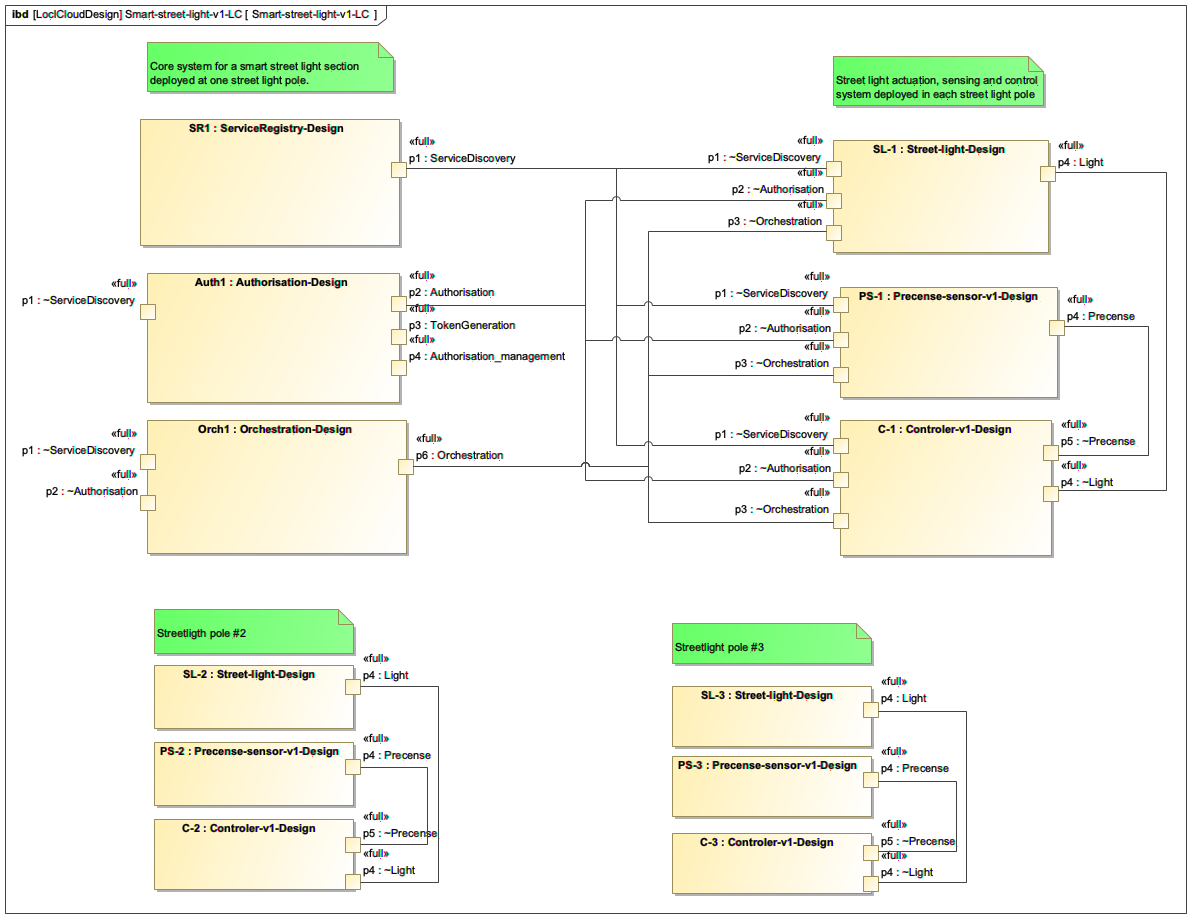 ibd [LoclCloudDesign] Smart-street-light-v1-LC [ Smart-street-light-v1-LC ]
Core system for a smart street light section
deployed at one street light pole.
Street light actuation, sensing and control
system deployed in each street light pole
SR1 : ServiceRegistry-Design
«full»
p1 : ServiceDiscovery
«full»
p1 : ~ServiceDiscovery
«full»
p2 : ~Authorisation
«full»
p3 : ~Orchestration
SL-1 : Street-light-Design
«full»
p4 : Light
«full»
p1 : ~ServiceDiscovery
Auth1 : Authorisation-Design
«full»
p2 : Authorisation
«full»
p3 : TokenGeneration
«full»
p4 : Authorisation_management
«full»
p1 : ~ServiceDiscovery
«full»
p2 : ~Authorisation
«full»
p3 : ~Orchestration
PS-1 : Precense-sensor-v1-Design
«full»
p4 : Precense
«full»
p1 : ~ServiceDiscovery
«full»
p2 : ~Authorisation
Orch1 : Orchestration-Design
«full»
p6 : Orchestration
«full»
p1 : ~ServiceDiscovery
«full»
p2 : ~Authorisation
«full»
p3 : ~Orchestration
C-1 : Controler-v1-Design
«full»
p5 : ~Precense
«full»
p4 : ~Light
Streetligth pole #2
SL-2 : Street-light-Design
«full»
p4 : Light
PS-2 : Precense-sensor-v1-Design
«full»
p4 : Precense
C-2 : Controler-v1-Design
«full»
p5 : ~Precense
«full»
p4 : ~Light
Streetlight pole #3
SL-3 : Street-light-Design
«full»
p4 : Light
PS-3 : Precense-sensor-v1-Design
«full»
p4 : Precense
C-3 : Controler-v1-Design
«full»
p5 : ~Precense
«full»
p4 : ~Light